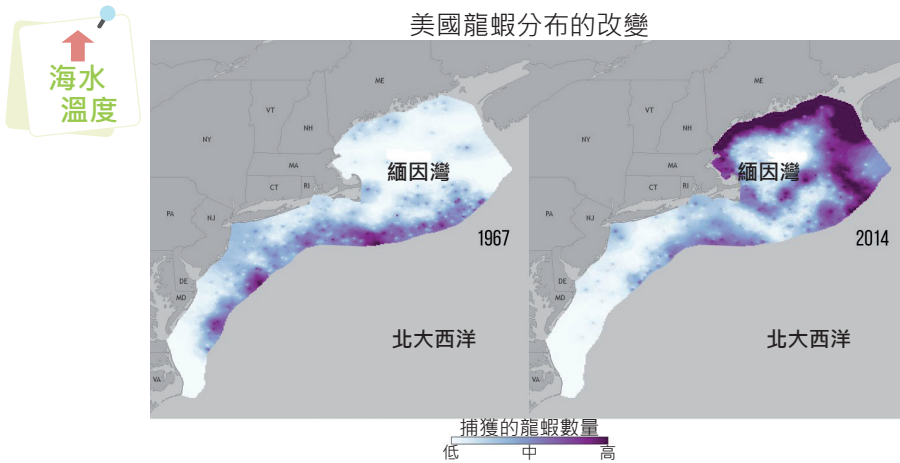 美國龍蝦分布的改變
海水
溫度
ME
VT
NH
NY
MA
CT
RI
PA
NJ
DE
MD
VA
緬因灣
1967
北大西洋
ME
VT
NH
NY
MA
CT
RI
PA
NJ
DE
MD
VA
緬因灣
2014
北大西洋
捕獲的龍蝦數量
低 中 高